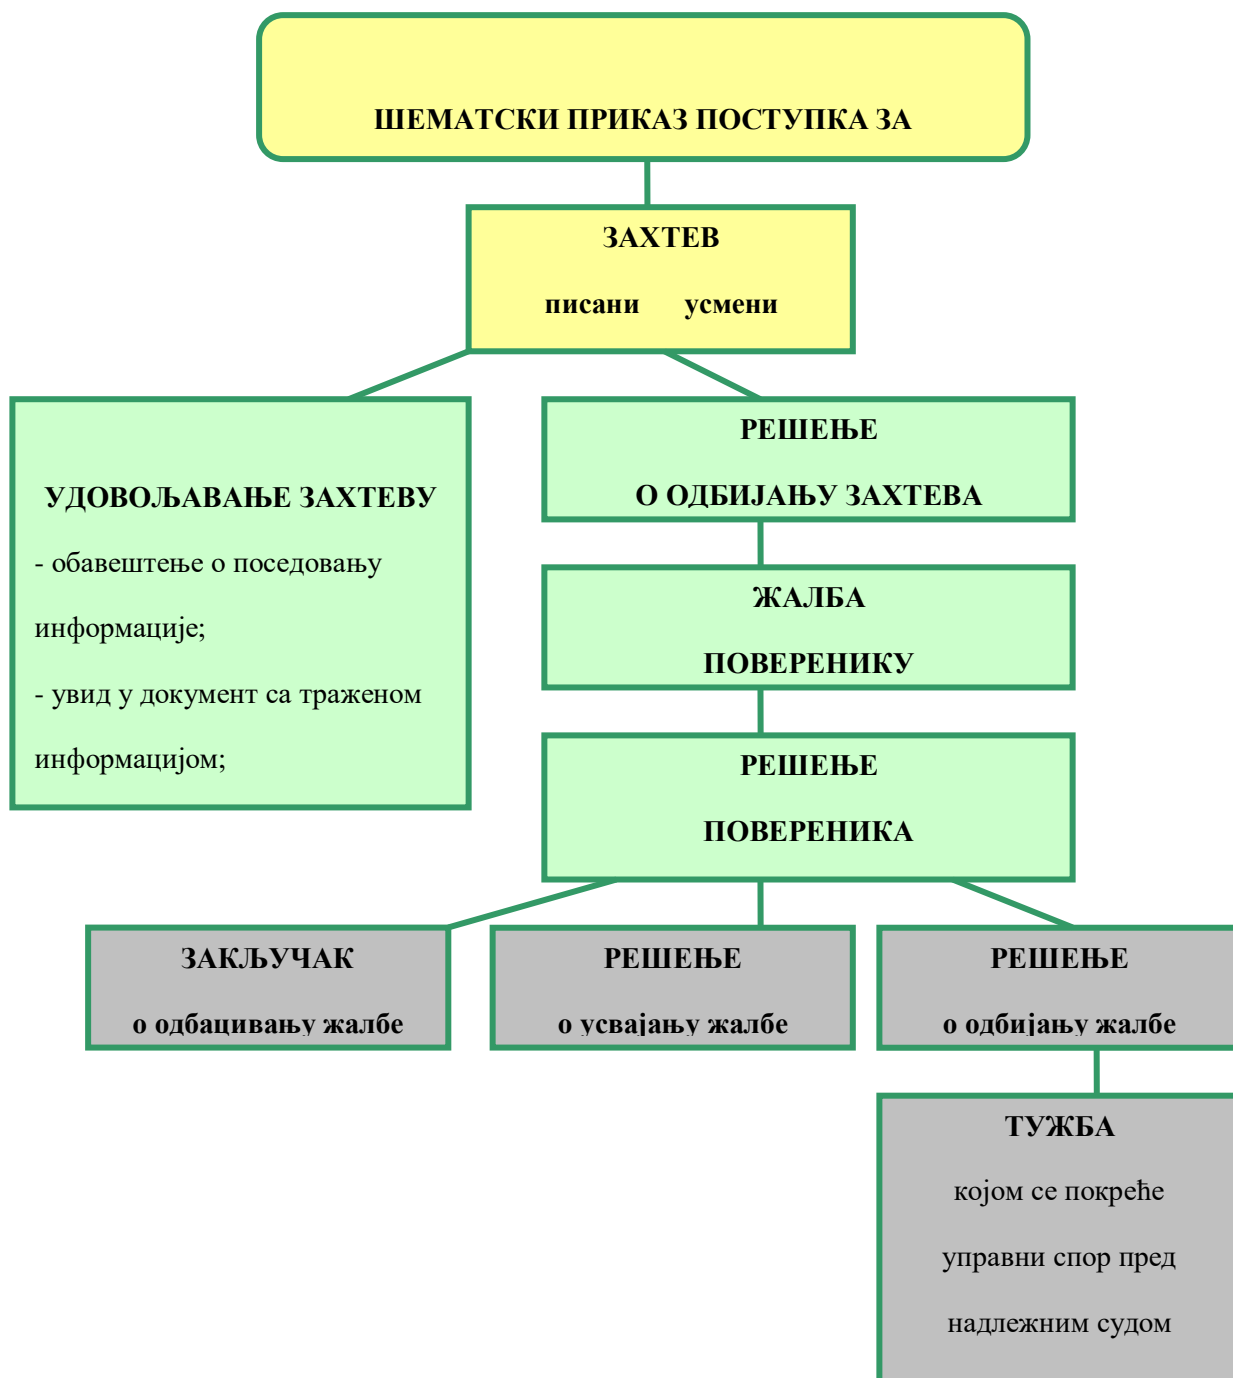 ШЕМАТСКИ ПРИКАЗ ПОСТУПКА ЗА
ЗАХТЕВ
писани усмени
УДОВОЉАВАЊЕ ЗАХТЕВУ
- обавештење о поседовању
информације;
- увид у документ са траженом
информацијом;
РЕШЕЊЕ
О ОДБИЈАЊУ ЗАХТЕВА
ЖАЛБА
ПОВЕРЕНИКУ
РЕШЕЊЕ
ПОВЕРЕНИКА
ЗАКЉУЧАК
о одбацивању жалбе
РЕШЕЊЕ
о усвајању жалбе
РЕШЕЊЕ
о одбијању жалбе
ТУЖБА
којом се покреће
управни спор пред
надлежним судом